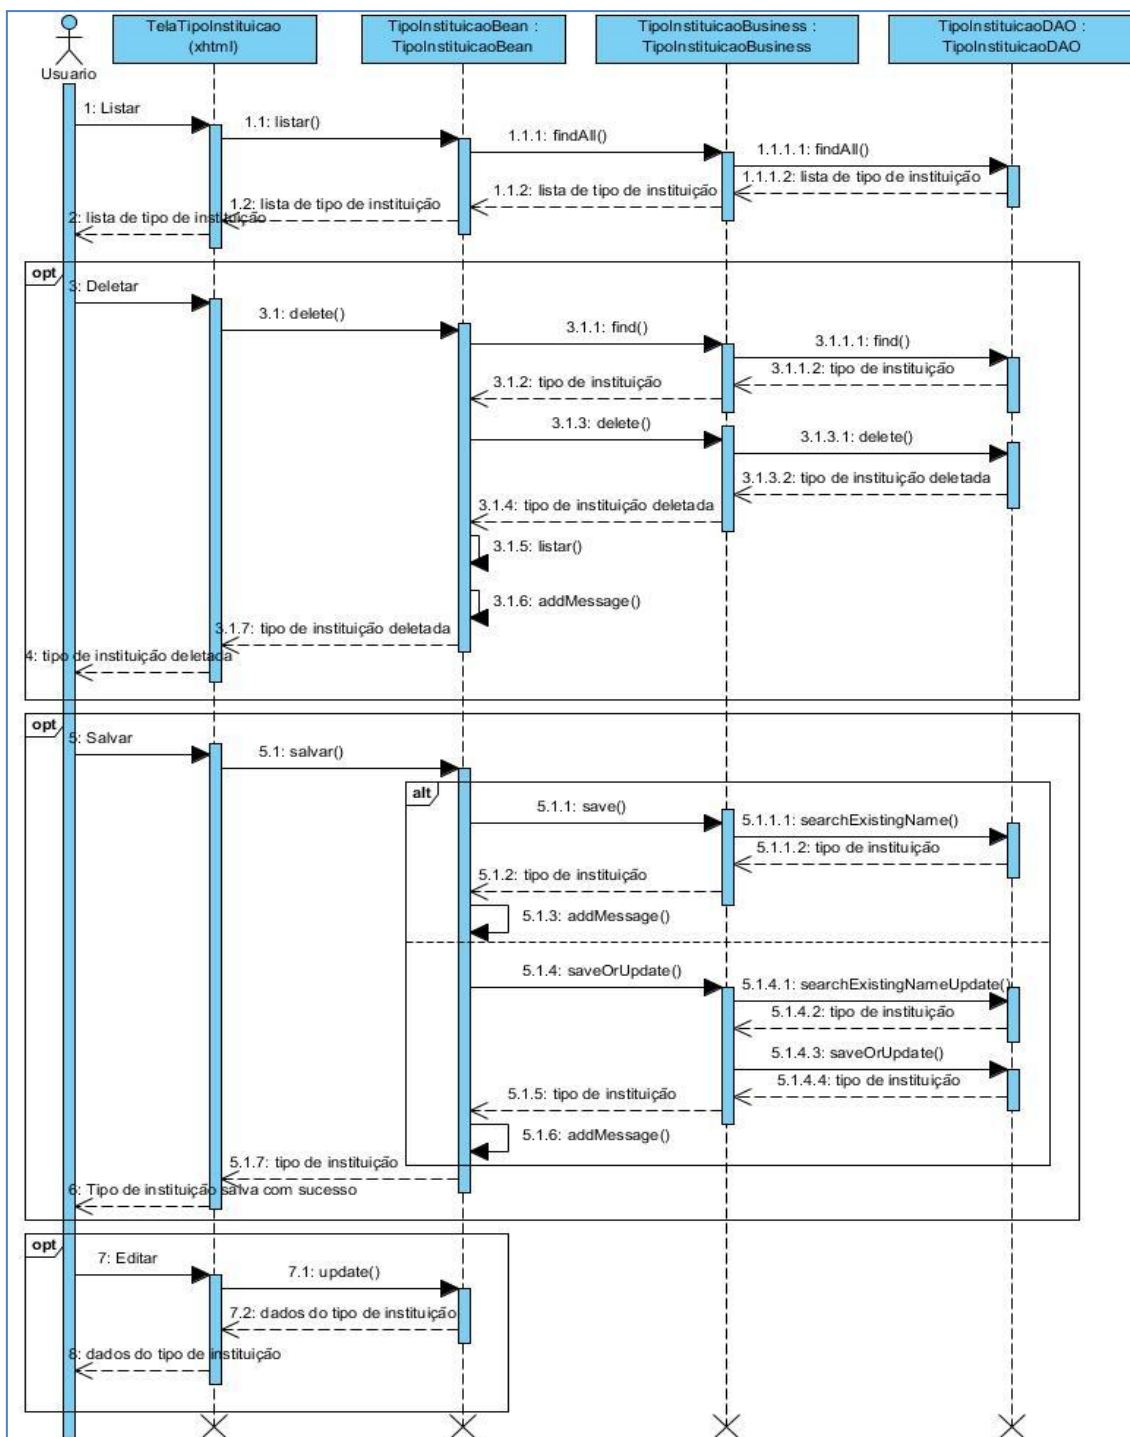 Usuario
TelaTipoInstituicao
(xhtml)
TipoInstituicaoBean :
TipoInstituicaoBean
TipoInstituicaoBusiness :
TipoInstituicaoBusiness
TipoInstituicaoDAO :
TipoInstituicaoDAO
1: Listar
1.1: listar()
1.1.1: findAll()
1.1.1.1: findAll()
1.1.1.2: lista de tipo de instituição
1.1.2: lista de tipo de instituição
1.2: lista de tipo de instituição
2: lista de tipo de instituição
opt
3: Deletar
3.1: delete()
3.1.1: find()
3.1.1.1: find()
3.1.1.2: tipo de instituição
3.1.2: tipo de instituição
3.1.3: delete()
3.1.3.1: delete()
3.1.3.2: tipo de instituição deletada
3.1.4: tipo de instituição deletada
3.1.5: listar()
3.1.6: addMessage()
3.1.7: tipo de instituição deletada
4: tipo de instituição deletada
opt
5: Salvar
5.1: salvar()
alt
5.1.1: save()
5.1.1.1: searchExistingName()
5.1.1.2: tipo de instituição
5.1.2: tipo de instituição
5.1.3: addMessage()
5.1.4: saveOrUpdate()
5.1.4.1: searchExistingNameUpdate()
5.1.4.2: tipo de instituição
5.1.4.3: saveOrUpdate()
5.1.4.4: tipo de instituição
5.1.5: tipo de instituição
5.1.6: addMessage()
5.1.7: tipo de instituição
6: Tipo de instituição salva com sucesso
opt
7: Editar
7.1: update()
7.2: dados do tipo de instituição
8: dados do tipo de instituição